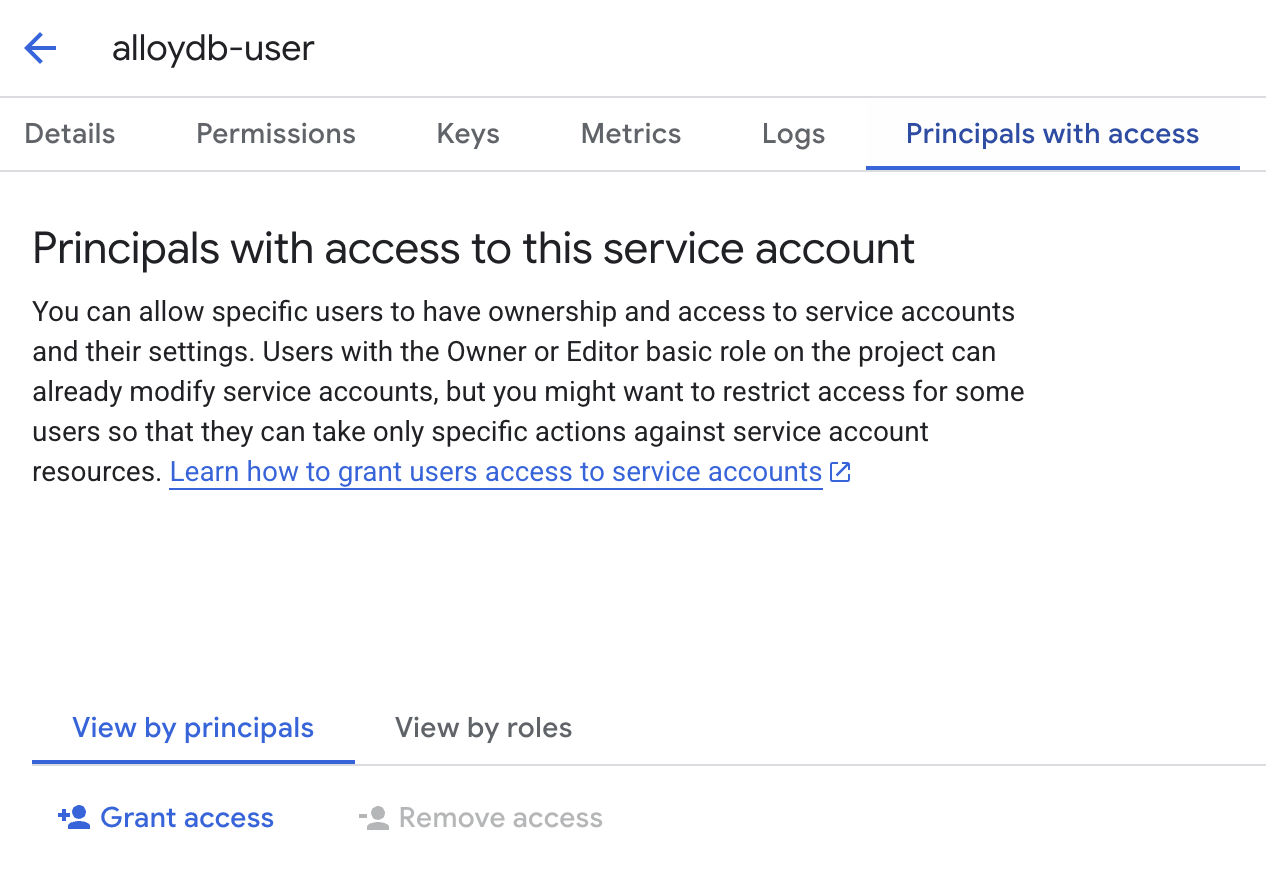 alloydb-user
Details Permissions Keys Metrics Logs Principals with access
Principals with access to this service account
You can allow specific users to have ownership and access to service accounts
and their settings. Users with the Owner or Editor basic role on the project can
already modify service accounts, but you might want to restrict access for some
users so that they can take only specific actions against service account
resources. Learn how to grant users access to service accounts
View by principals View by roles
Grant access Remove access